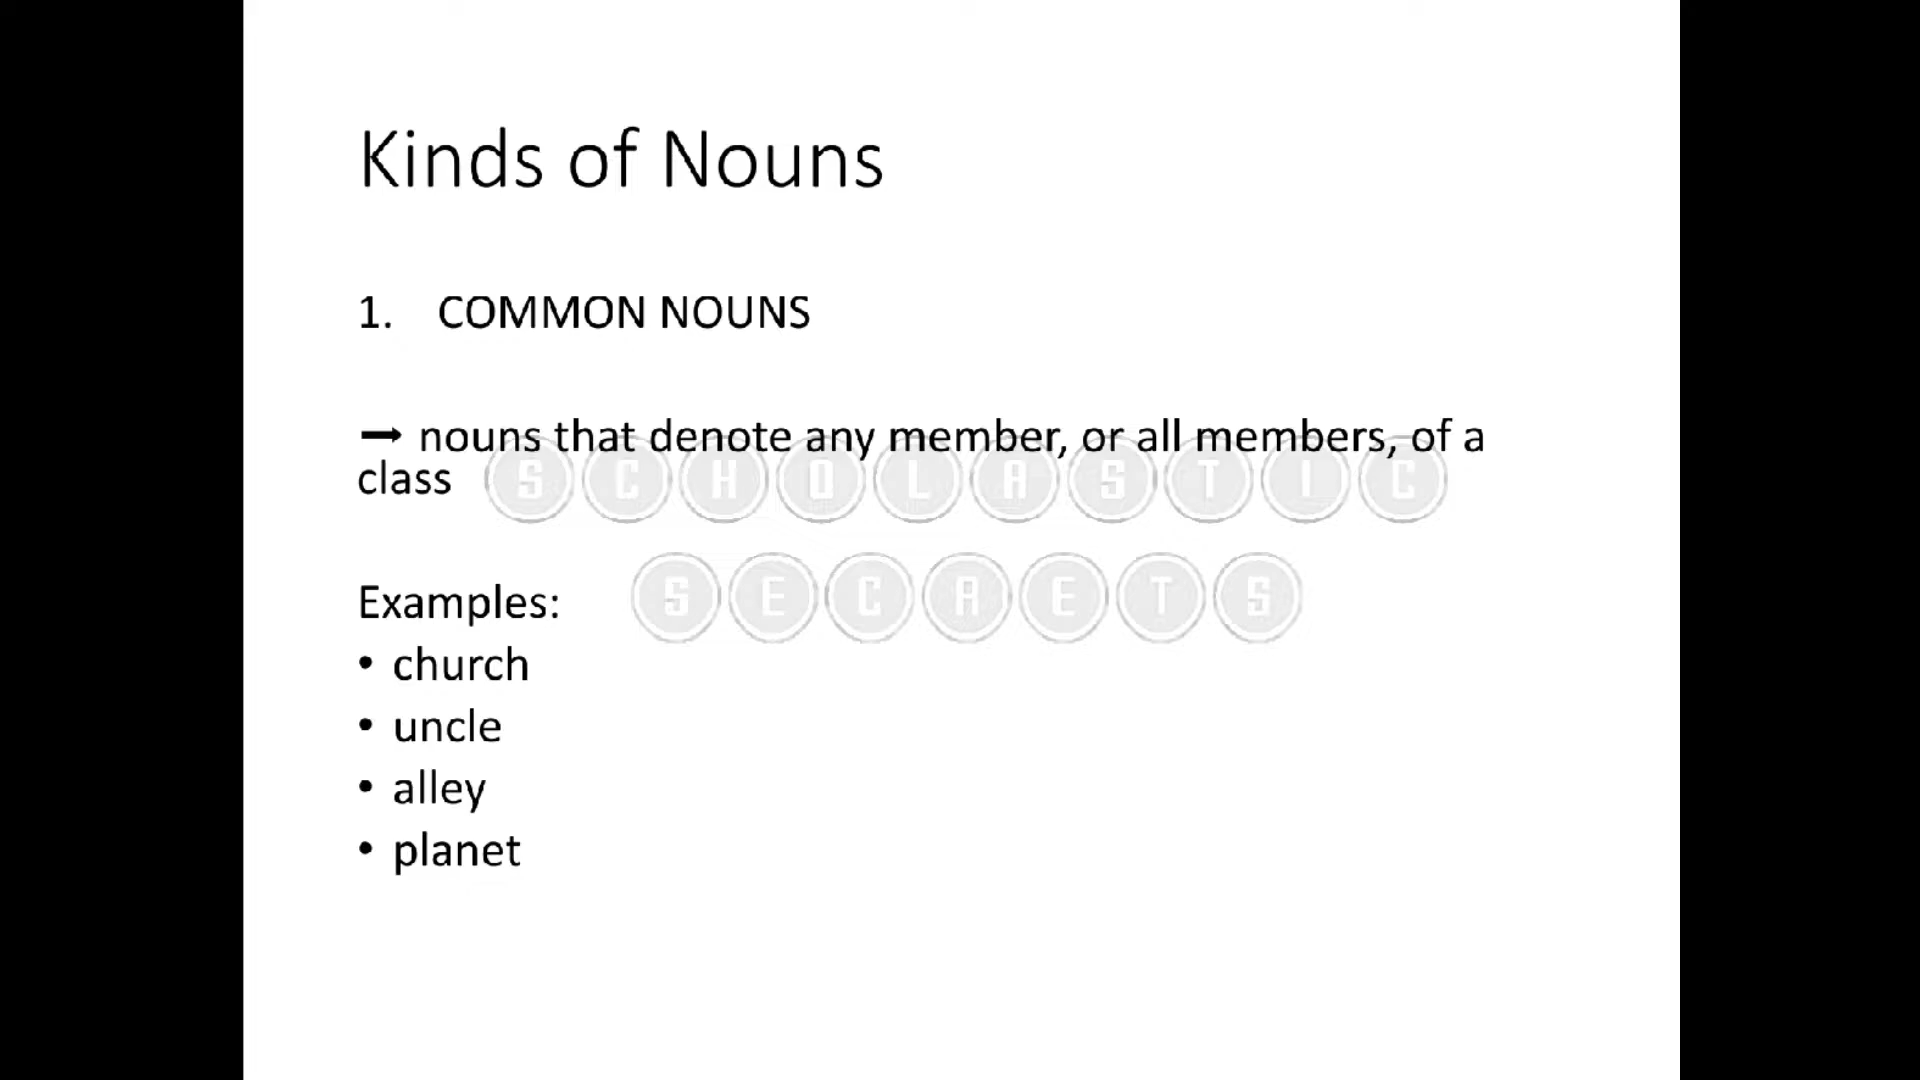 Kinds of Nouns
1. COMMON NOUNS
➞ nouns that denote any member, or all members, of a
class
SCHOLASTIC
SECRETS
Examples:
• church
• uncle
• alley
• planet